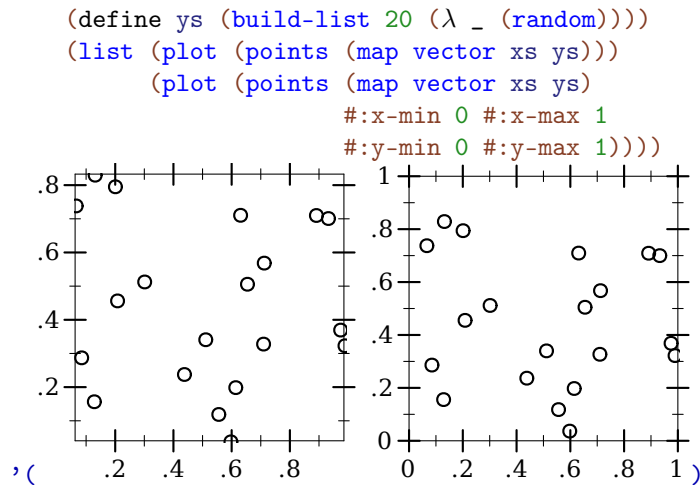 (define ys (build-list 20 (λ _ (random))))
(list (plot (points (map vector xs ys)))
(plot (points (map vector xs ys)
#:x-min 0 #:x-max 1
#:y-min 0 #:y-max 1))))
.8
.6
.4
.2
.2 .4 .6 .8
1
.8
.6
.4
.2
0
0 .2 .4 .6 .8 1
'( )